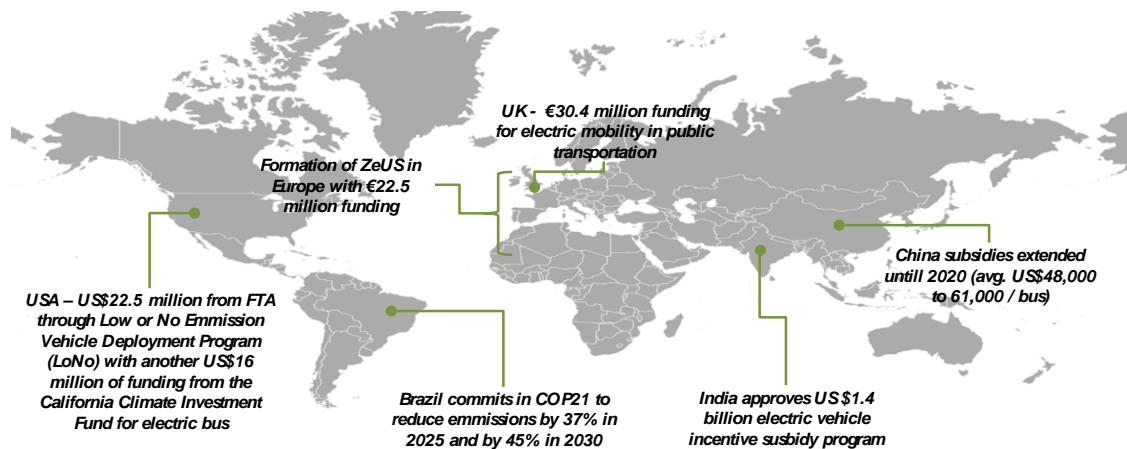 UK - €30.4 million funding
for electric mobility in public
transportation
Formation of ZeUS in
Europe with €22.5
million funding
China subsidies extended
untill 2020 (avg. US$48,000
to 61,000 / bus)
USA – US$22.5 million from FTA
through Low or No Emmission
Vehicle Deployment Program
(LoNo) with another US$16
million of funding from the
California Climate Investment
Fund for electric bus
Brazil commits in COP21 to
reduce emmissions by 37% in
2025 and by 45% in 2030
India approves US $1.4
billion electric vehicle
incentive susbidy program